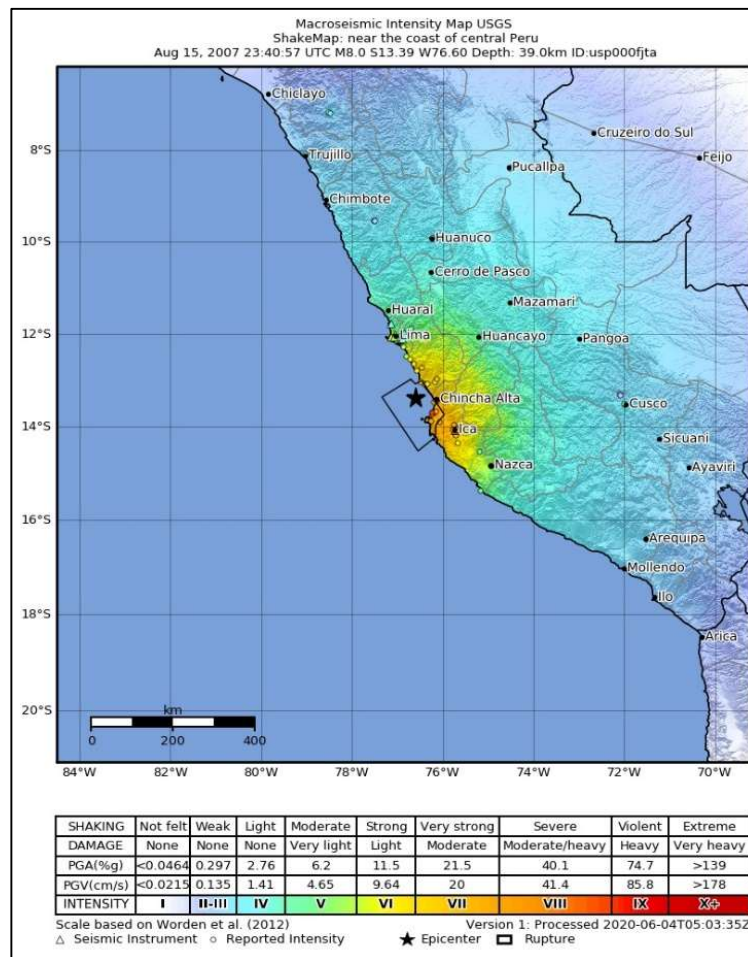 Macroseismic Intensity Map USGS
ShakeMap: near the coast of central Peru
Aug 15, 2007 23:40:57 UTC M8.0 S13.39 W76.60 Depth: 39.0km ID:usp000fjta
Chiclayo
Cruzeiro do Sul
8°S
Trujillo
Feijo
Pucallpa
Chimbote
10°S
Huanuco
Cerro de Pasco
Huaral
Mazamari
12°S
Lima
Huancayo
Pangoa
Chincha Alta
Cusco
14°S
Ica
Sicuani
Nazca
Ayaviri
16°S
Arequipa
Mollendo
Ilo
18°S
Arica
km
20°S
0 200 400
84°W 82°W 80°W 78°W 76°W 74°W 72°W 70°W
SHAKING Not felt Weak Light Moderate Strong Very strong Severe Violent Extreme
DAMAGE None None None Very light Light Moderate Moderate/heavy Heavy Very heavy
PGA(%g) <0.0464 0.297 2.76 6.2 11.5 21.5 40.1 74.7 >139
PGV(cm/s) <0.0215 0.135 1.41 4.65 9.64 20 41.4 85.8 >178
INTENSITY I II-III IV V VI VII VIII IX X+
Scale based on Worden et al. (2012) Version 1: Processed 2020-06-04T05:03:35Z
△ Seismic Instrument ○ Reported Intensity ★ Epicenter Rupture